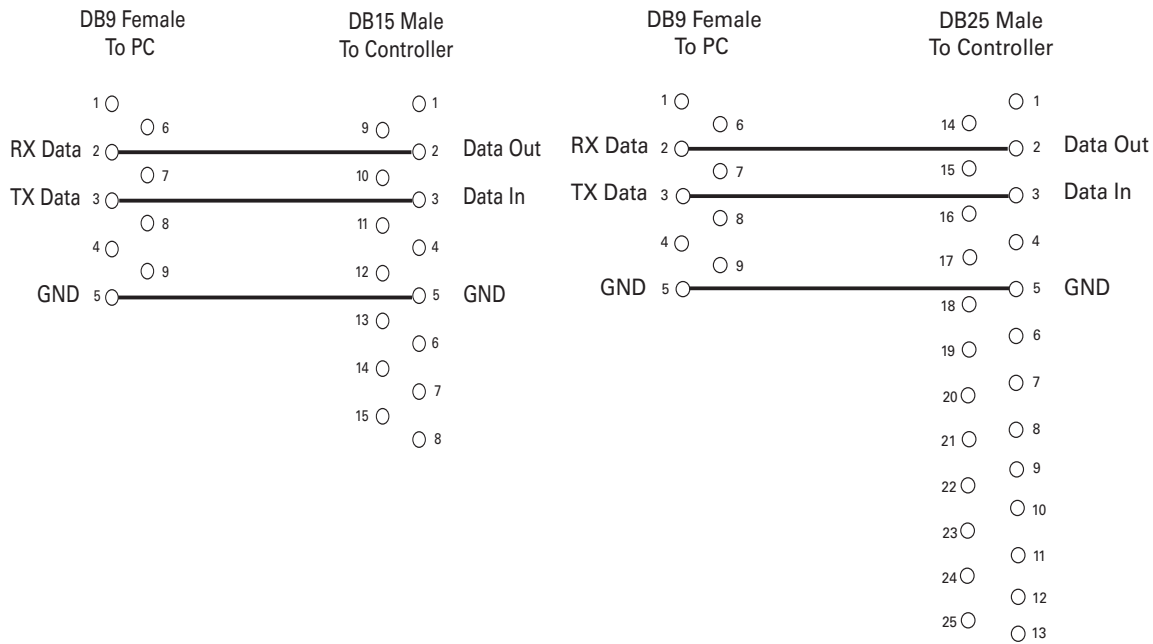 DB9 Female
To PC
DB15 Male
To Controller
1
1
6
9
RX Data 2
2 Data Out
7
10
TX Data 3
3 Data In
8
11
4
4
9
12
GND 5
5 GND
13
6
14
7
15
8
DB9 Female
To PC
DB25 Male
To Controller
1
1
6
14
RX Data 2
2 Data Out
7
15
TX Data 3
3 Data In
8
16
4
4
9
17
GND 5
5 GND
18
6
19
7
20
8
21
9
22
10
23
11
24
12
25
13